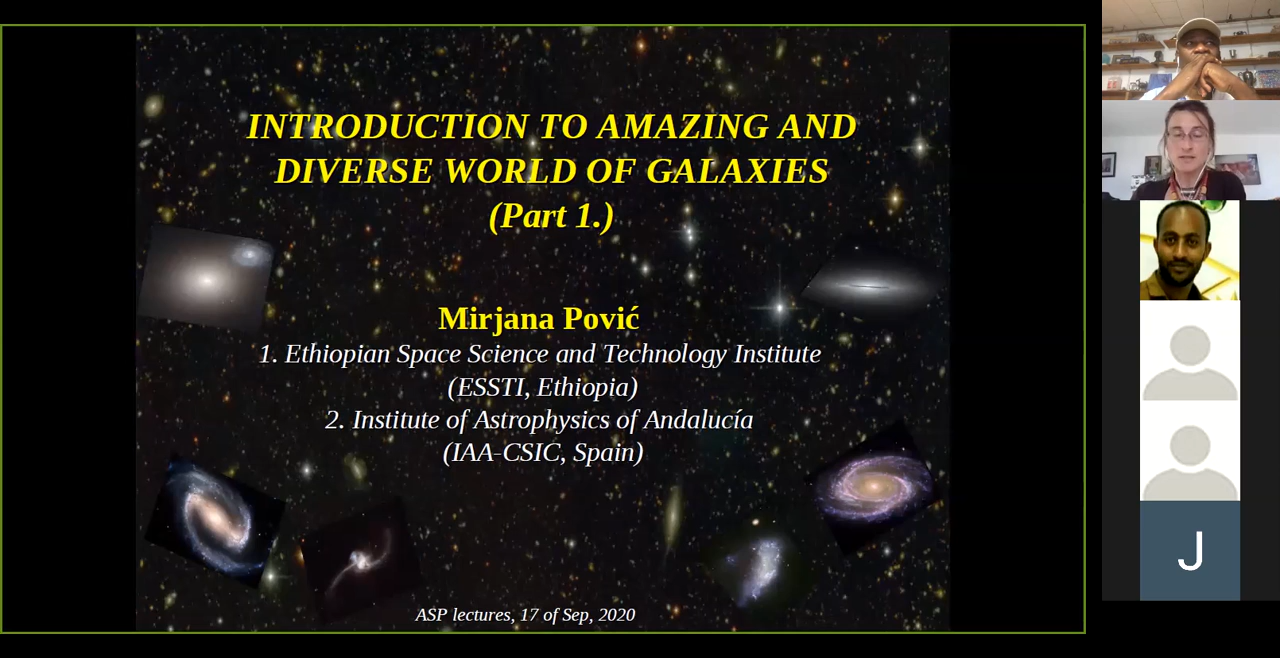 INTRODUCTION TO AMAZING AND
DIVERSE WORLD OF GALAXIES
(Part 1.)
Mirjana Pović
1. Ethiopian Space Science and Technology Institute
(ESSTI, Ethiopia)
2. Institute of Astrophysics of Andalucía
(IAA-CSIC, Spain)
ASP lectures, 17 of Sep, 2020
J